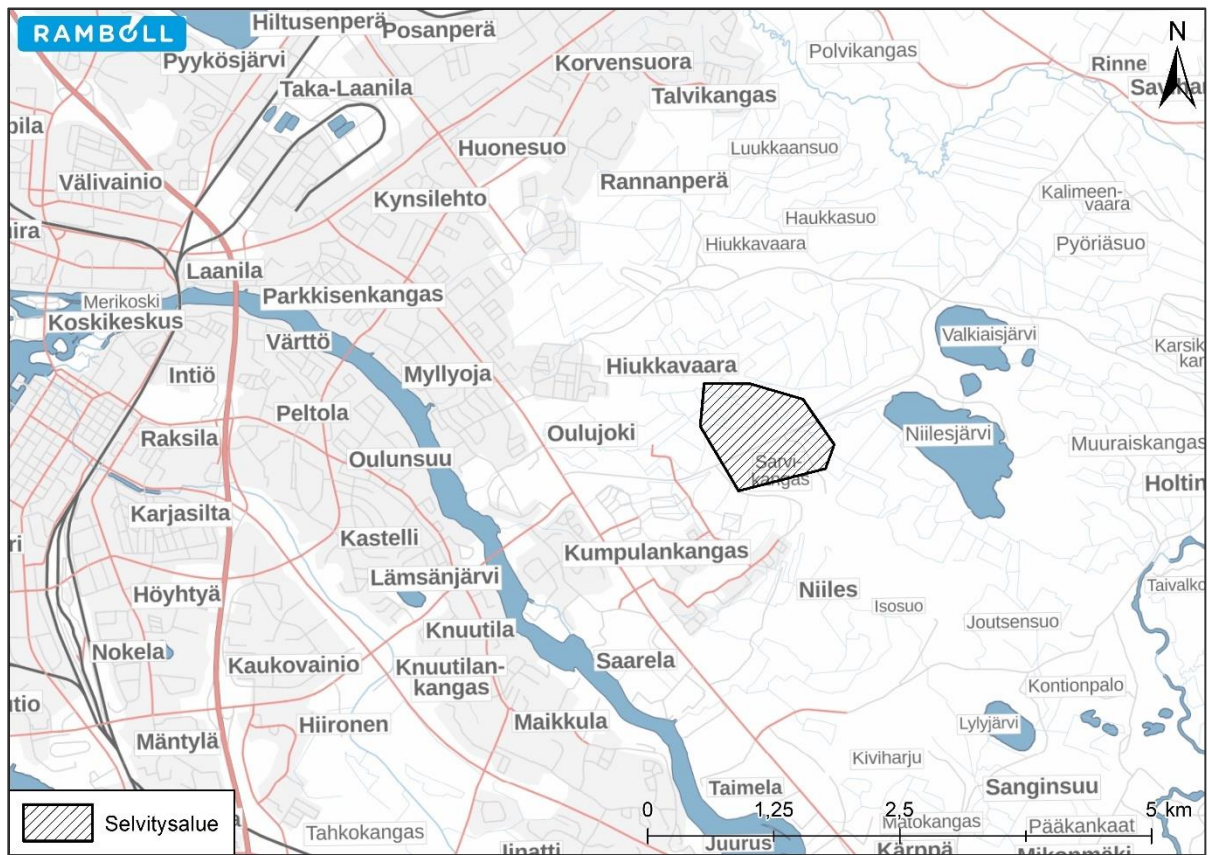 RAMBOLL
Hiltusenperä
Posanperä
N
Pyykösjärvi
Korvensuora
Polvikangas
Rinne
Taka-Laanila
Talvikangas
Huonesuo
Luukkaansuo
Välivainio
Kynsilehto
Rannanperä
Kalimeen-
vaara
Haukkasuo
Hiukkavaara
Pyöriäsuo
Laanila
Merikoski
Parkkisenkangas
Koskikeskus
Värttö
Valkiaisjärvi
Intiö
Myllyoja
Hiukkavaara
Peltola
Raksila
Oulujoki
Niilesjärvi
Muuraiskangas
Oulunsuu
Sarvi-
kangas
Karjasilta
Kastelli
Kumpulankangas
Lämsänjärvi
Höyhtyä
Niiles
Isosuo
Joutsensuo
Knuutila
Nokela
Kaukovainio
Knuutilan-
kangas
Saarela
Kontionpalo
Hiironen
Maikkula
Lylyjärvi
Mäntylä
Kiviharju
Taimela
Sanginsuu
Selvitysalue
Tahkokangas
0 1,25 2,5 5 km
Matokangas
Pääkankaat
Juurus
Kärppä